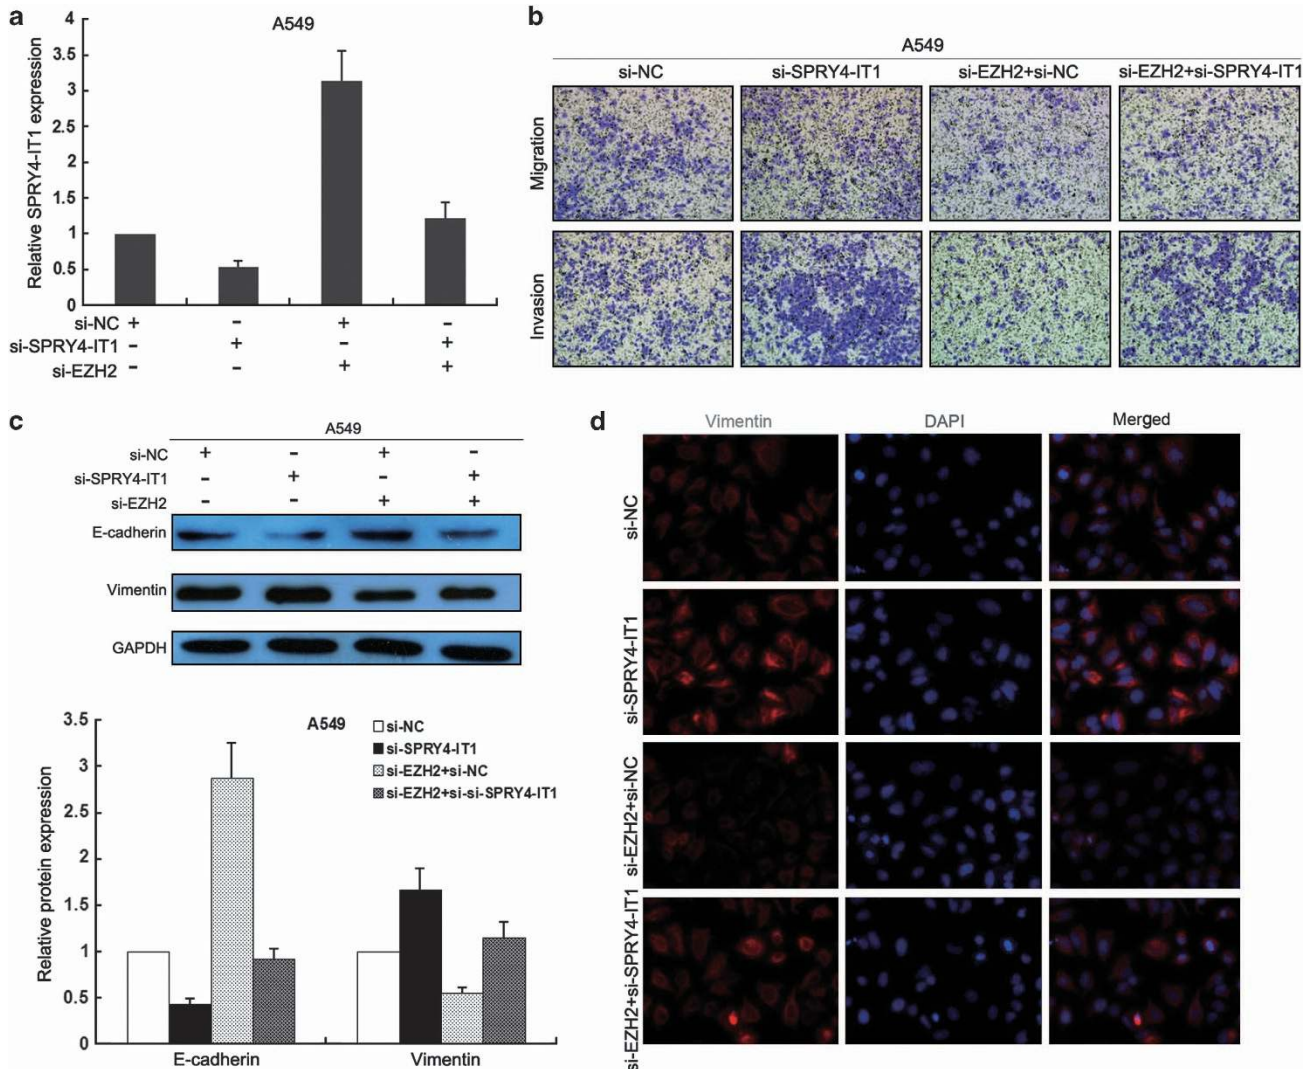 a
A549
Relative SPRY4-IT1 expression
4
3.5
3
2.5
2
1.5
1
0.5
0
si-NC + - + -
si-SPRY4-IT1 - + - +
si-EZH2 - - + +
b
A549
si-NC si-SPRY4-IT1 si-EZH2+si-NC si-EZH2+si-SPRY4-IT1
Migration
Invasion
c
A549
si-NC + - + -
si-SPRY4-IT1 - + - +
si-EZH2 - - + +
E-cadherin
Vimentin
GAPDH
A549
si-NC
si-SPRY4-IT1
si-EZH2+si-NC
si-EZH2+si-si-SPRY4-IT1
Relative protein expression
3.5
3
2.5
2
1.5
1
0.5
0
E-cadherin Vimentin
d
Vimentin DAPI Merged
si-NC
si-SPRY4-IT1
si-EZH2+si-NC
si-EZH2+si-SPRY4-IT1